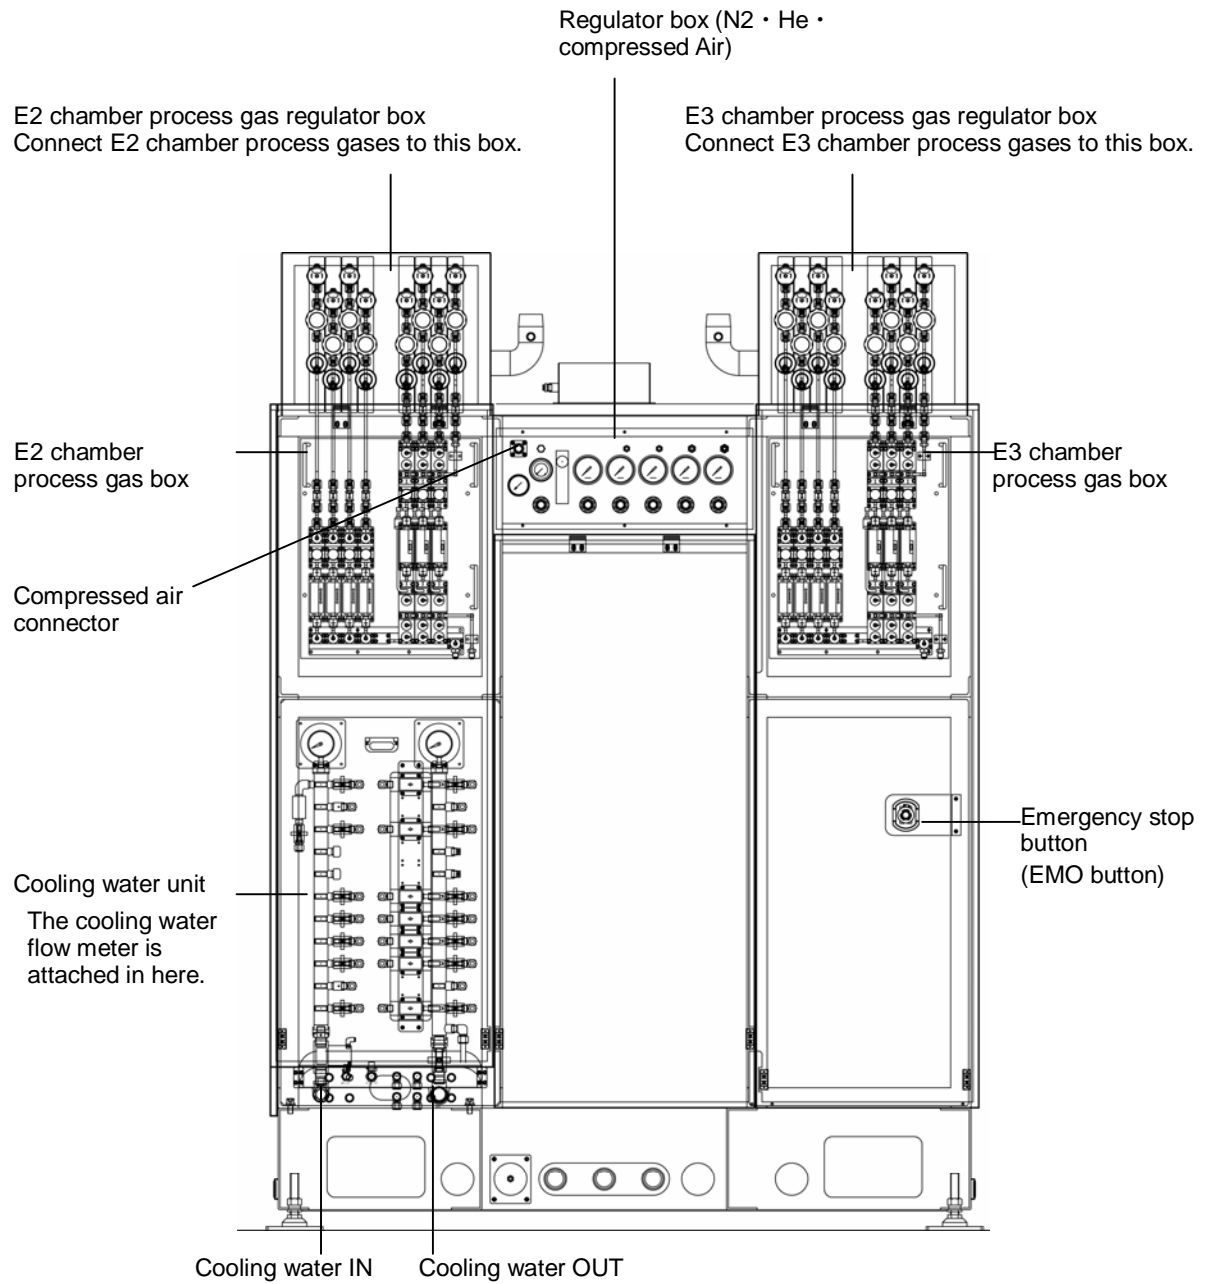 Regulator box (N2・He・
compressed Air)
E2 chamber process gas regulator box
Connect E2 chamber process gases to this box.
E3 chamber process gas regulator box
Connect E3 chamber process gases to this box.
E2 chamber
process gas box
E3 chamber
process gas box
Compressed air
connector
Emergency stop
button
(EMO button)
Cooling water unit
The cooling water
flow meter is
attached in here.
Cooling water IN
Cooling water OUT